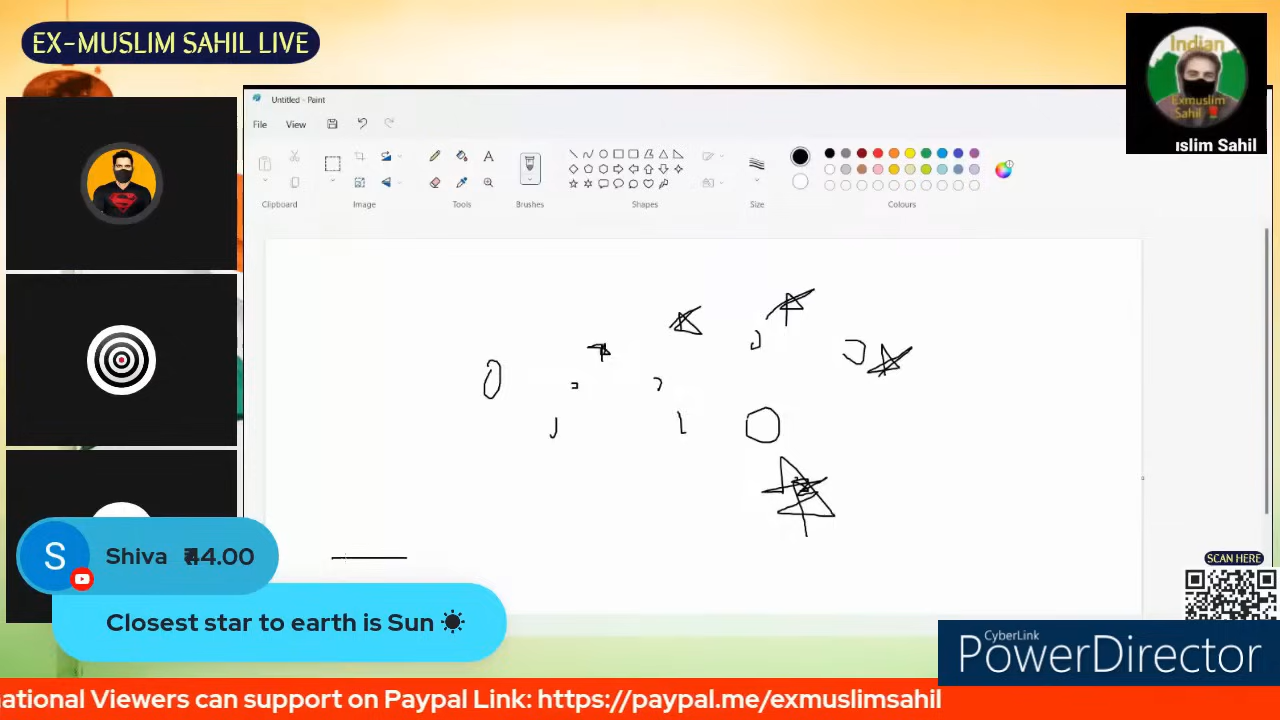 EX-MUSLIM SAHIL LIVE
Indian
Exmuslim
Sahil
ıslim Sahil
Untitled - Paint
File View
Clipboard Image Tools Brushes Shapes Size Colours
S Shiva ₹44.00
Closest star to earth is Sun ☀
SCAN HERE
CyberLink
PowerDirector
national Viewers can support on Paypal Link: https://paypal.me/exmuslimsahil